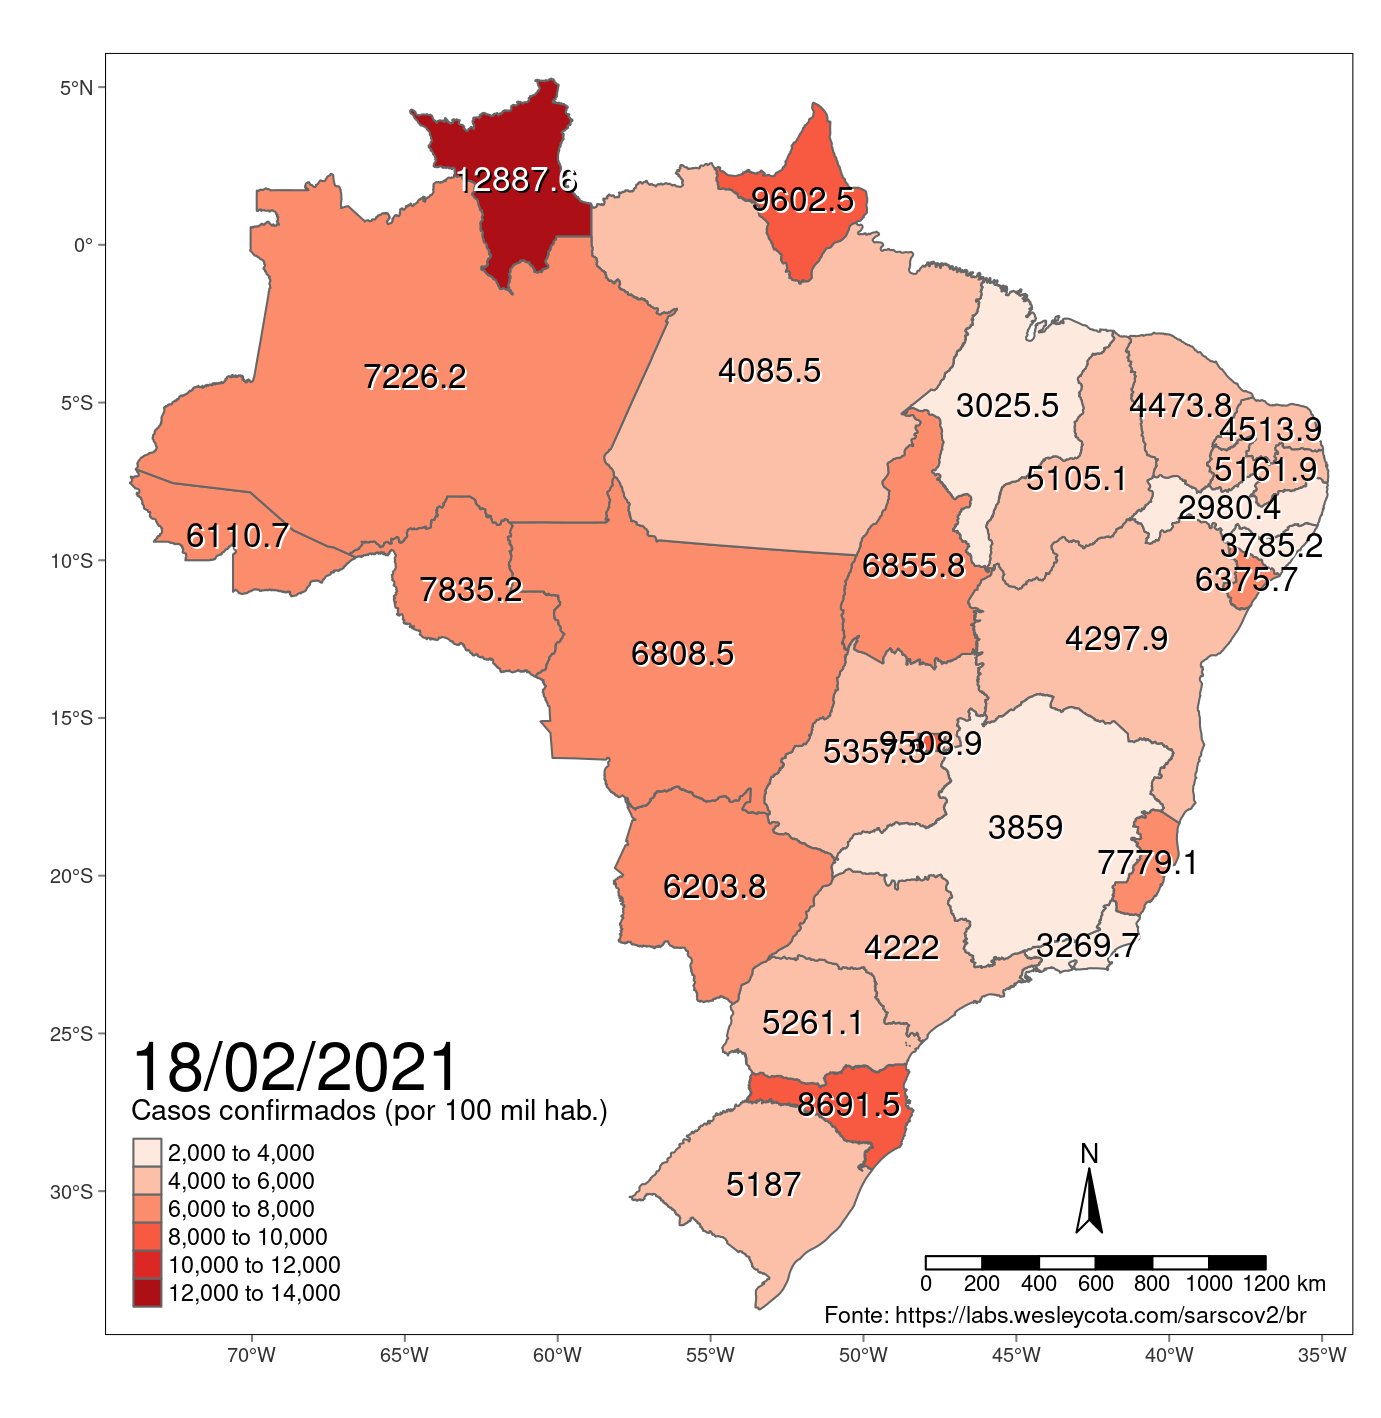 5°N
0°
5°S
10°S
15°S
20°S
25°S
30°S
12887.6
9602.5
7226.2
4085.5
3025.5
4473.8
4513.9
5161.9
5105.1
2980.4
3785.2
6375.7
6110.7
7835.2
6855.8
6808.5
4297.9
5357.3
9508.9
3859
7779.1
6203.8
4222
3269.7
5261.1
8691.5
5187
18/02/2021
Casos confirmados (por 100 mil hab.)
2,000 to 4,000
4,000 to 6,000
6,000 to 8,000
8,000 to 10,000
10,000 to 12,000
12,000 to 14,000
N
0 200 400 600 800 1000 1200 km
Fonte: https://labs.wesleycota.com/sarscov2/br
70°W 65°W 60°W 55°W 50°W 45°W 40°W 35°W